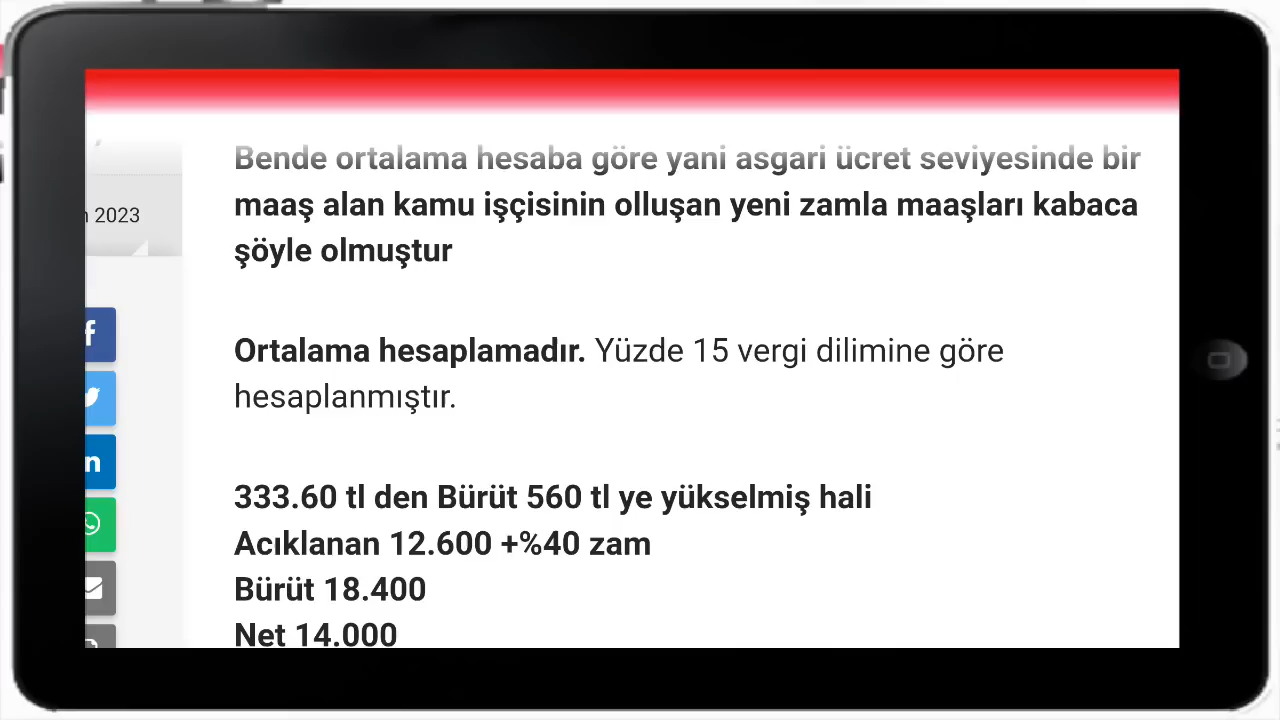 Bende ortalama hesaba göre yani asgari ücret seviyesinde bir
maaş alan kamu işçisinin olluşan yeni zamla maaşları kabaca
şöyle olmuştur
2023
Ortalama hesaplamadır. Yüzde 15 vergi dilimine göre
hesaplanmıştır.
333.60 tl den Bürüt 560 tl ye yükselmiş hali
Acıklanan 12.600 +%40 zam
Bürüt 18.400
Net 14.000